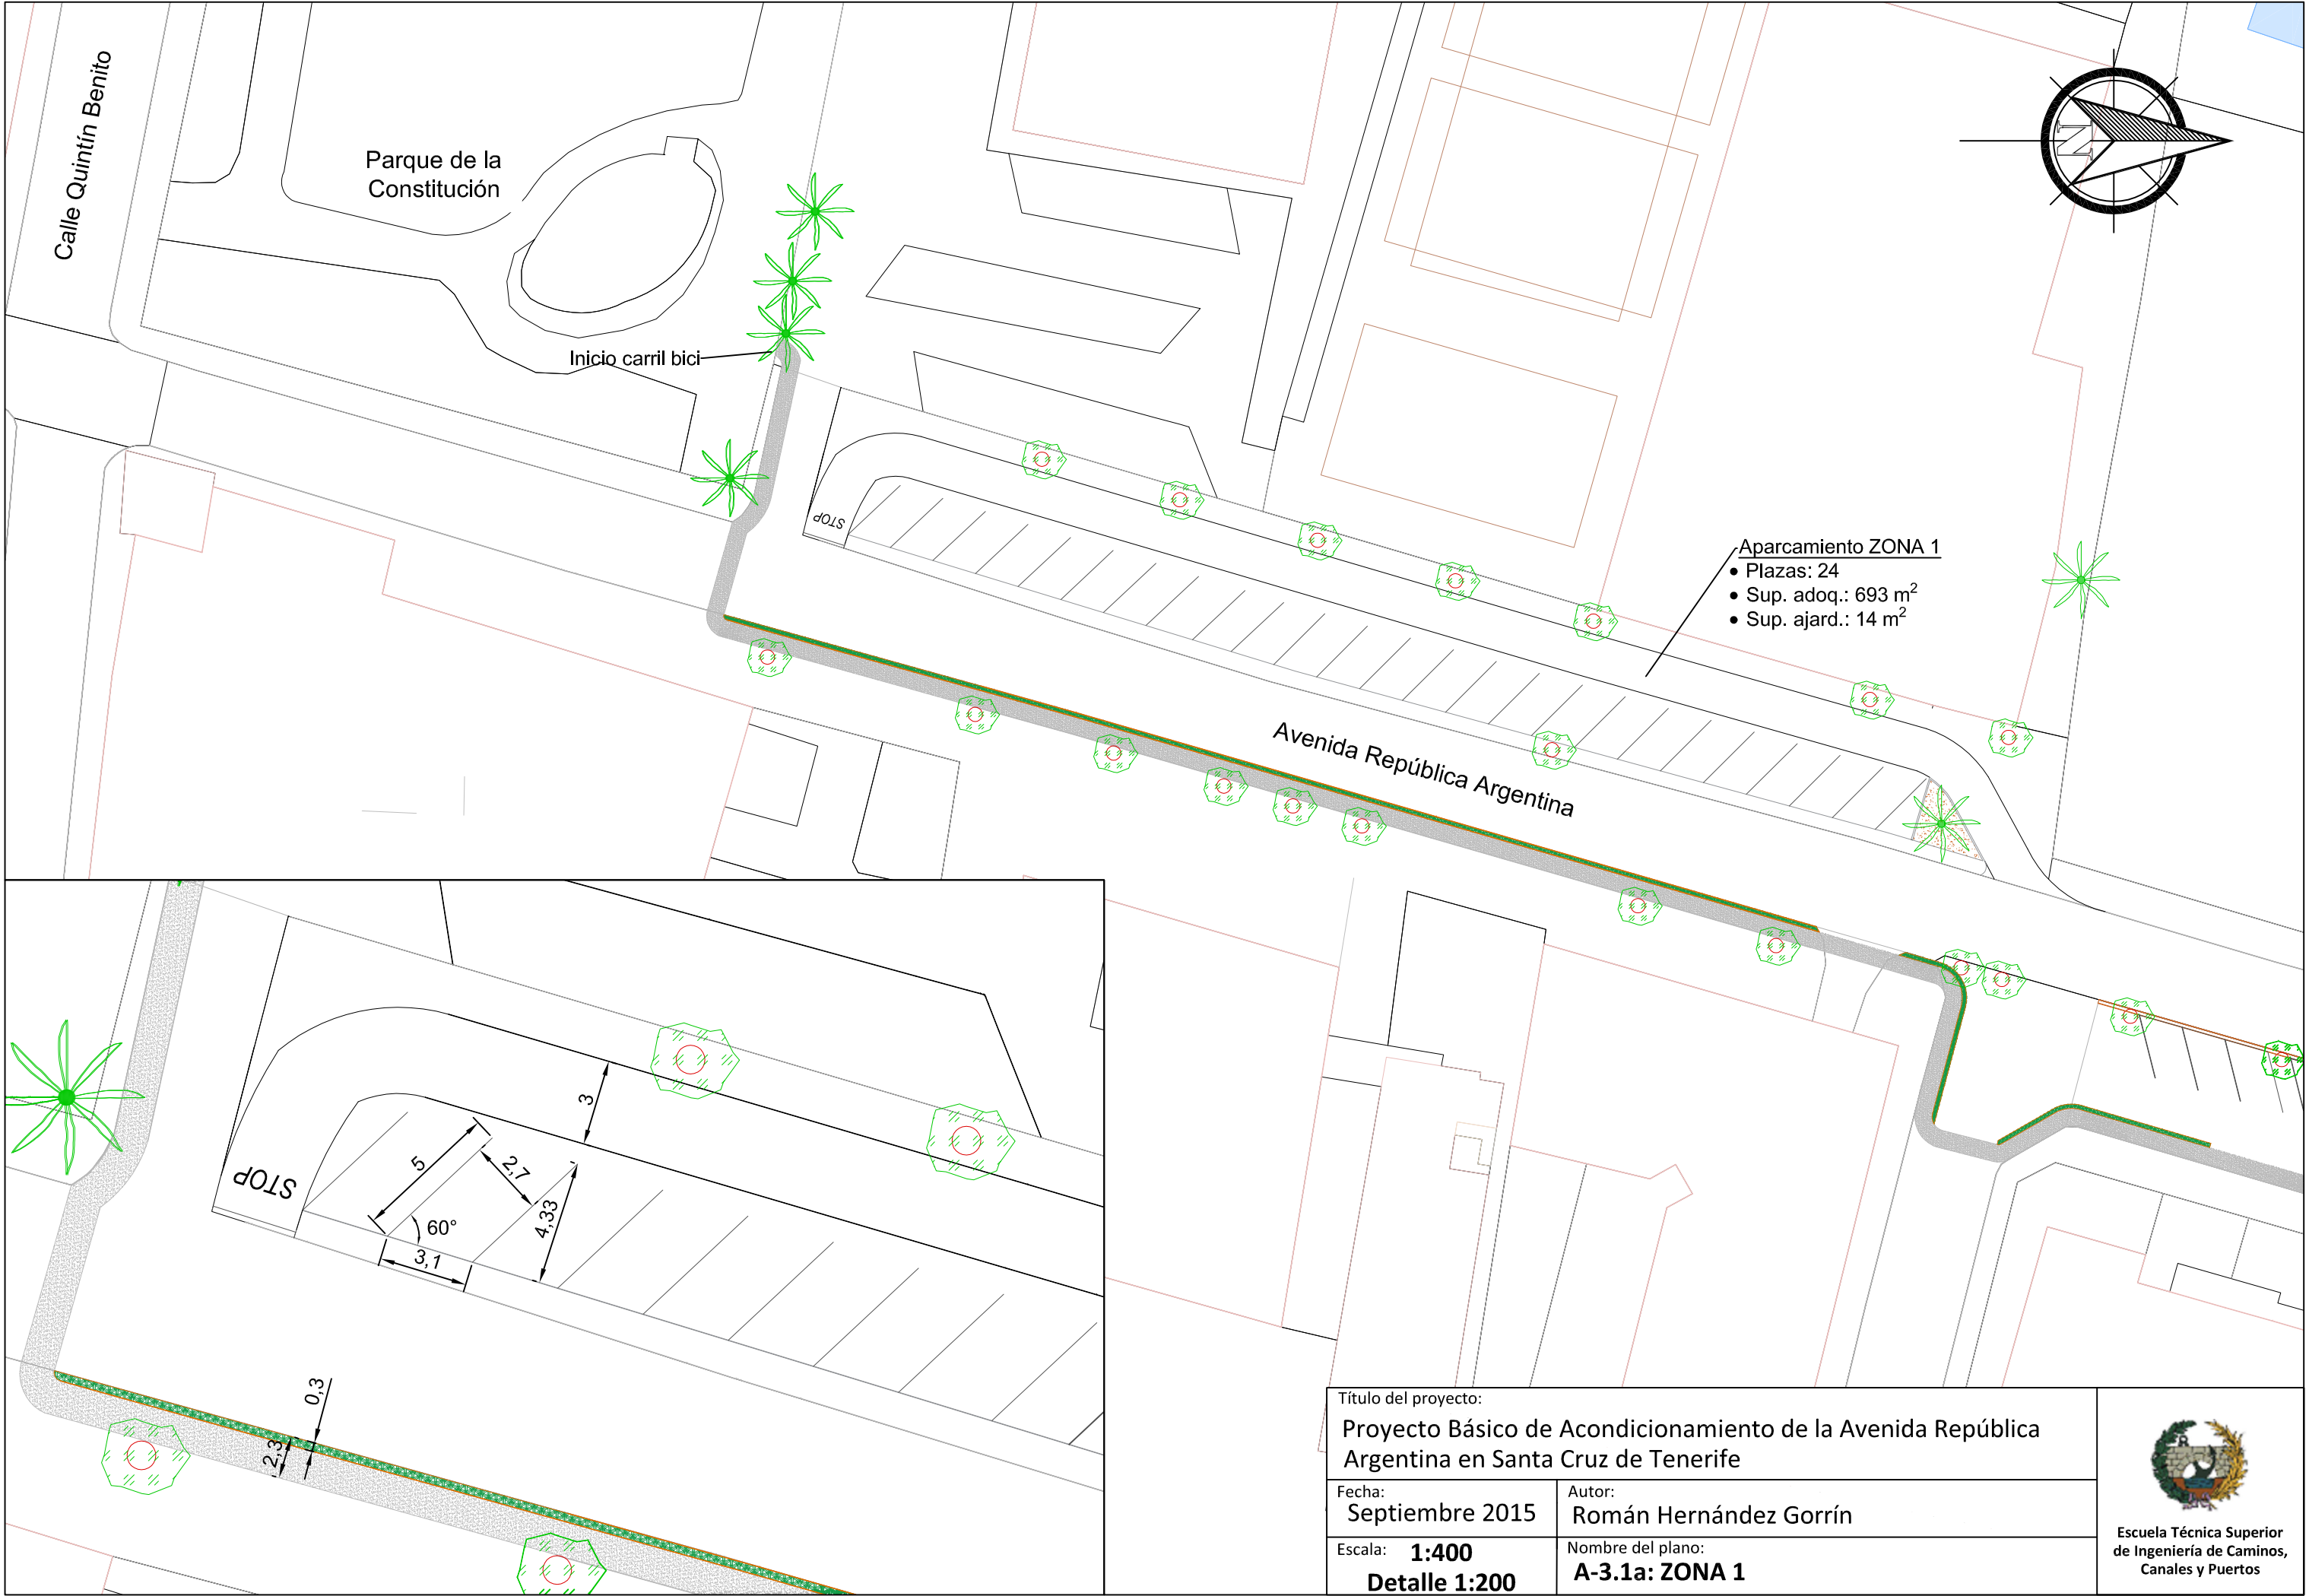 Calle Quintín Benito
Parque de la
Constitución
N
Inicio carril bici
STOP
Aparcamiento ZONA 1
• Plazas: 24
• Sup. adoq.: 693 m²
• Sup. ajard.: 14 m²
Avenida República Argentina
STOP
3
5
2,7
4,33
60°
3,1
0,3
2,3
Título del proyecto:
Proyecto Básico de Acondicionamiento de la Avenida República
Argentina en Santa Cruz de Tenerife
Fecha:
Septiembre 2015
Autor:
Román Hernández Gorrín
Escala: 1:400
Detalle 1:200
Nombre del plano:
A-3.1a: ZONA 1
Escuela Técnica Superior
de Ingeniería de Caminos,
Canales y Puertos